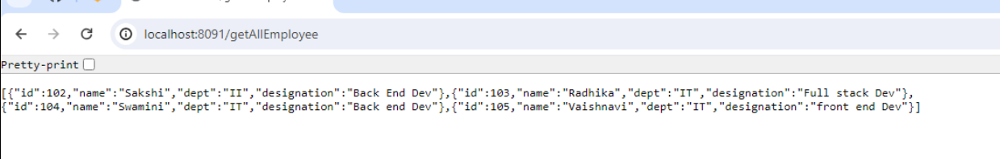 localhost:8091/getAllEmployee
Pretty-print
[{"id":102,"name":"Sakshi","dept":"II","designation":"Back End Dev"},{"id":103,"name":"Radhika","dept":"IT","designation":"Full stack Dev"},
{"id":104,"name":"Swamini","dept":"IT","designation":"Back end Dev"},{"id":105,"name":"Vaishnavi","dept":"IT","designation":"front end Dev"}]